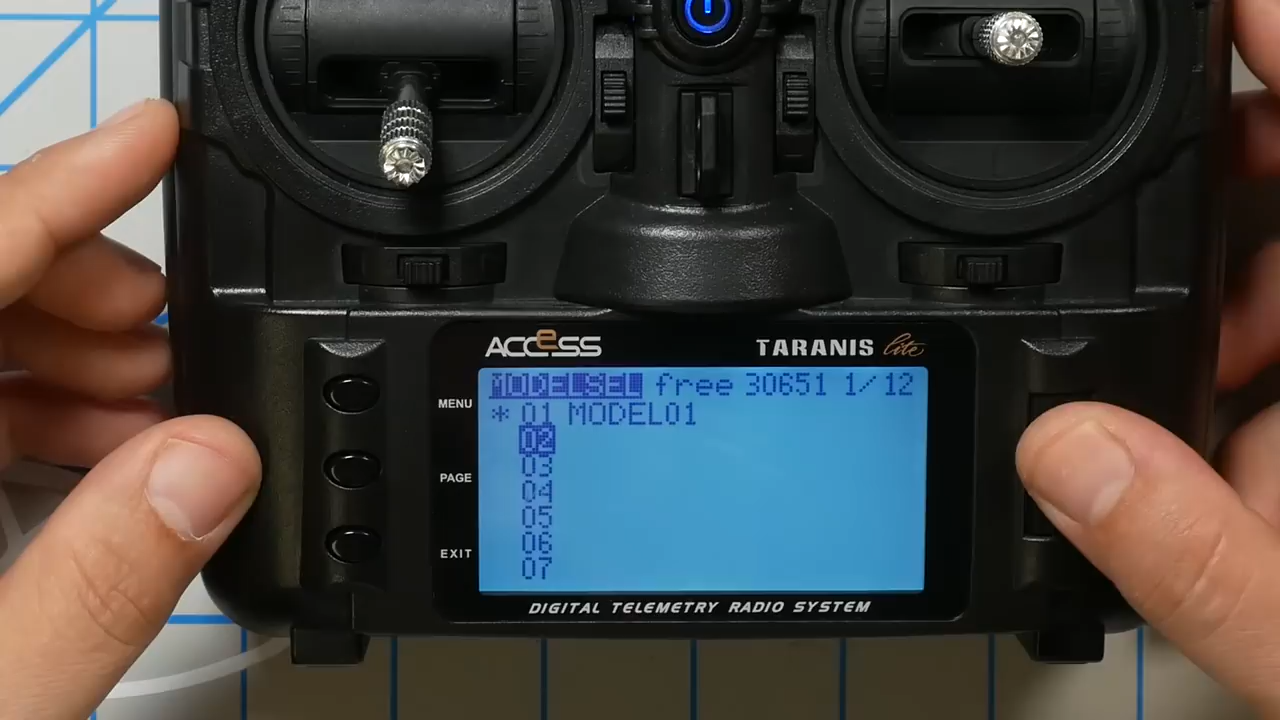 ACCeSS
TARANIS lite
MODELSEL free 30651 1/12
MENU
* 01 MODEL01
02
03
PAGE
04
05
06
EXIT
07
DIGITAL TELEMETRY RADIO SYSTEM